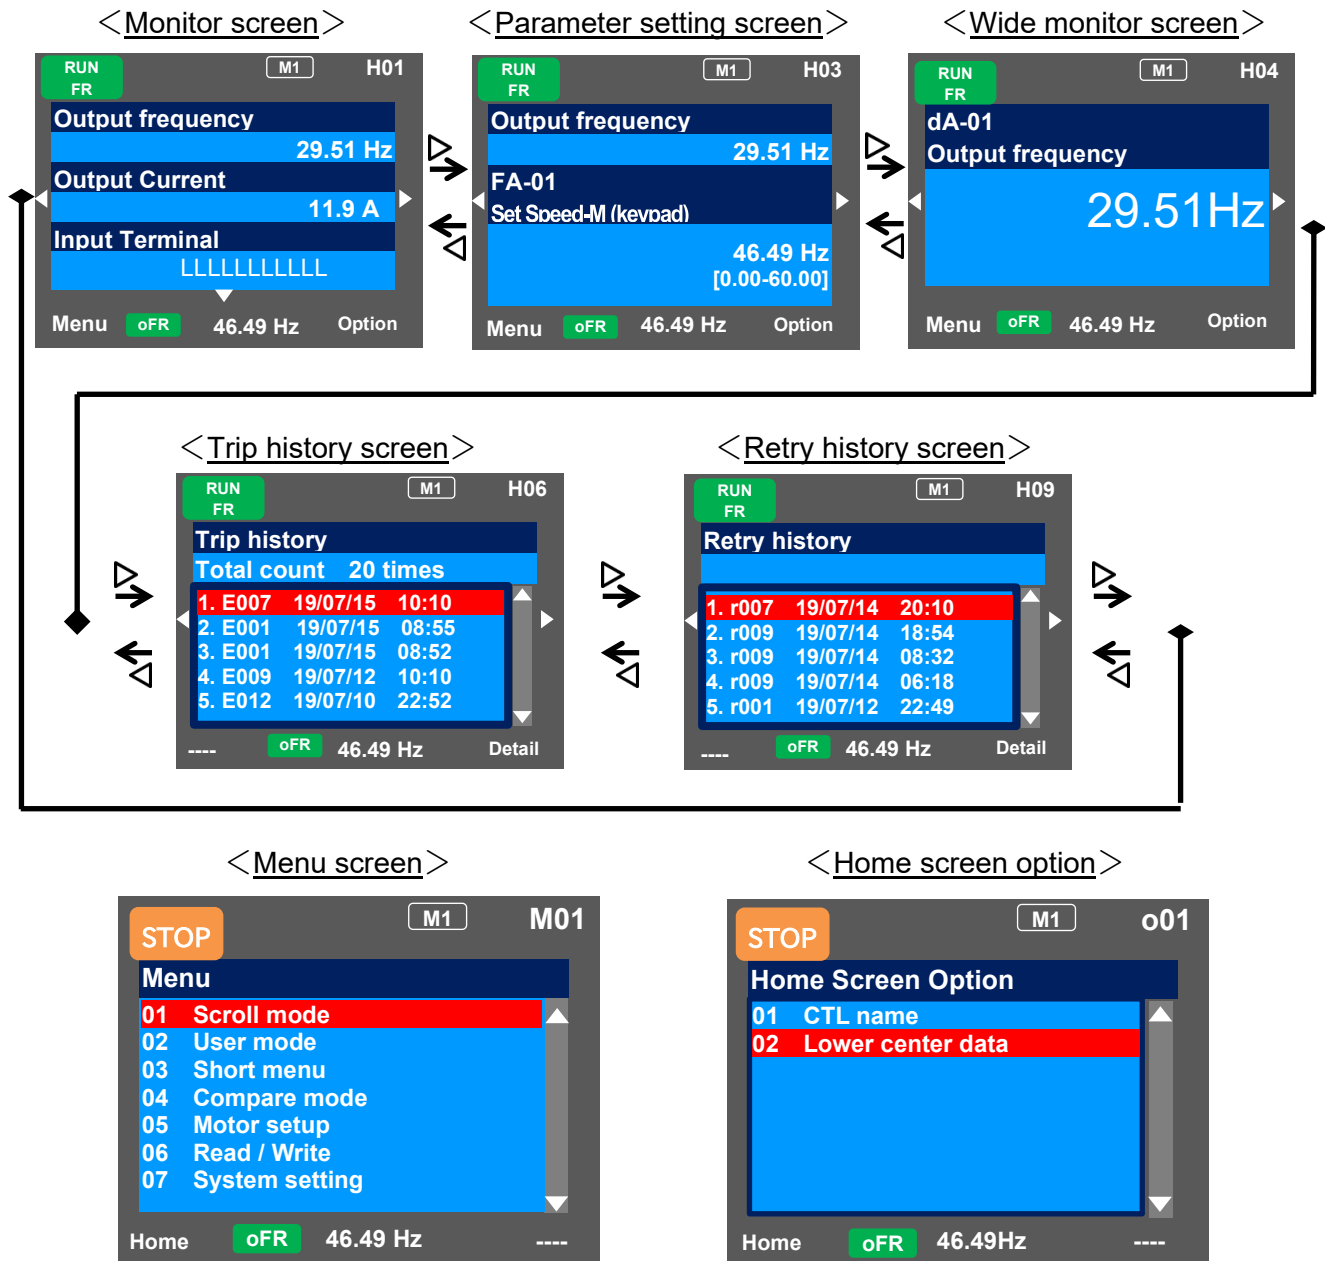 ＜Monitor screen＞
＜Parameter setting screen＞
＜Wide monitor screen＞
RUN
FR
M1
H01
Output frequency
29.51 Hz
Output Current
11.9 A
Input Terminal
LLLLLLLLLLL
Menu oFR 46.49 Hz Option
RUN
FR
M1
H03
Output frequency
29.51 Hz
FA-01
Set Speed-M (keypad)
46.49 Hz
[0.00-60.00]
Menu oFR 46.49 Hz Option
RUN
FR
M1
H04
dA-01
Output frequency
29.51Hz
Menu oFR 46.49 Hz Option
＜Trip history screen＞
＜Retry history screen＞
RUN
FR
M1
H06
Trip history
Total count 20 times
1. E007 19/07/15 10:10
2. E001 19/07/15 08:55
3. E001 19/07/15 08:52
4. E009 19/07/12 10:10
5. E012 19/07/10 22:52
---- oFR 46.49 Hz Detail
RUN
FR
M1
H09
Retry history
1. r007 19/07/14 20:10
2. r009 19/07/14 18:54
3. r009 19/07/14 08:32
4. r009 19/07/14 06:18
5. r001 19/07/12 22:49
---- oFR 46.49 Hz Detail
＜Menu screen＞
＜Home screen option＞
STOP
M1
M01
Menu
01 Scroll mode
02 User mode
03 Short menu
04 Compare mode
05 Motor setup
06 Read / Write
07 System setting
Home oFR 46.49 Hz ----
STOP
M1
o01
Home Screen Option
01 CTL name
02 Lower center data
Home oFR 46.49Hz ----